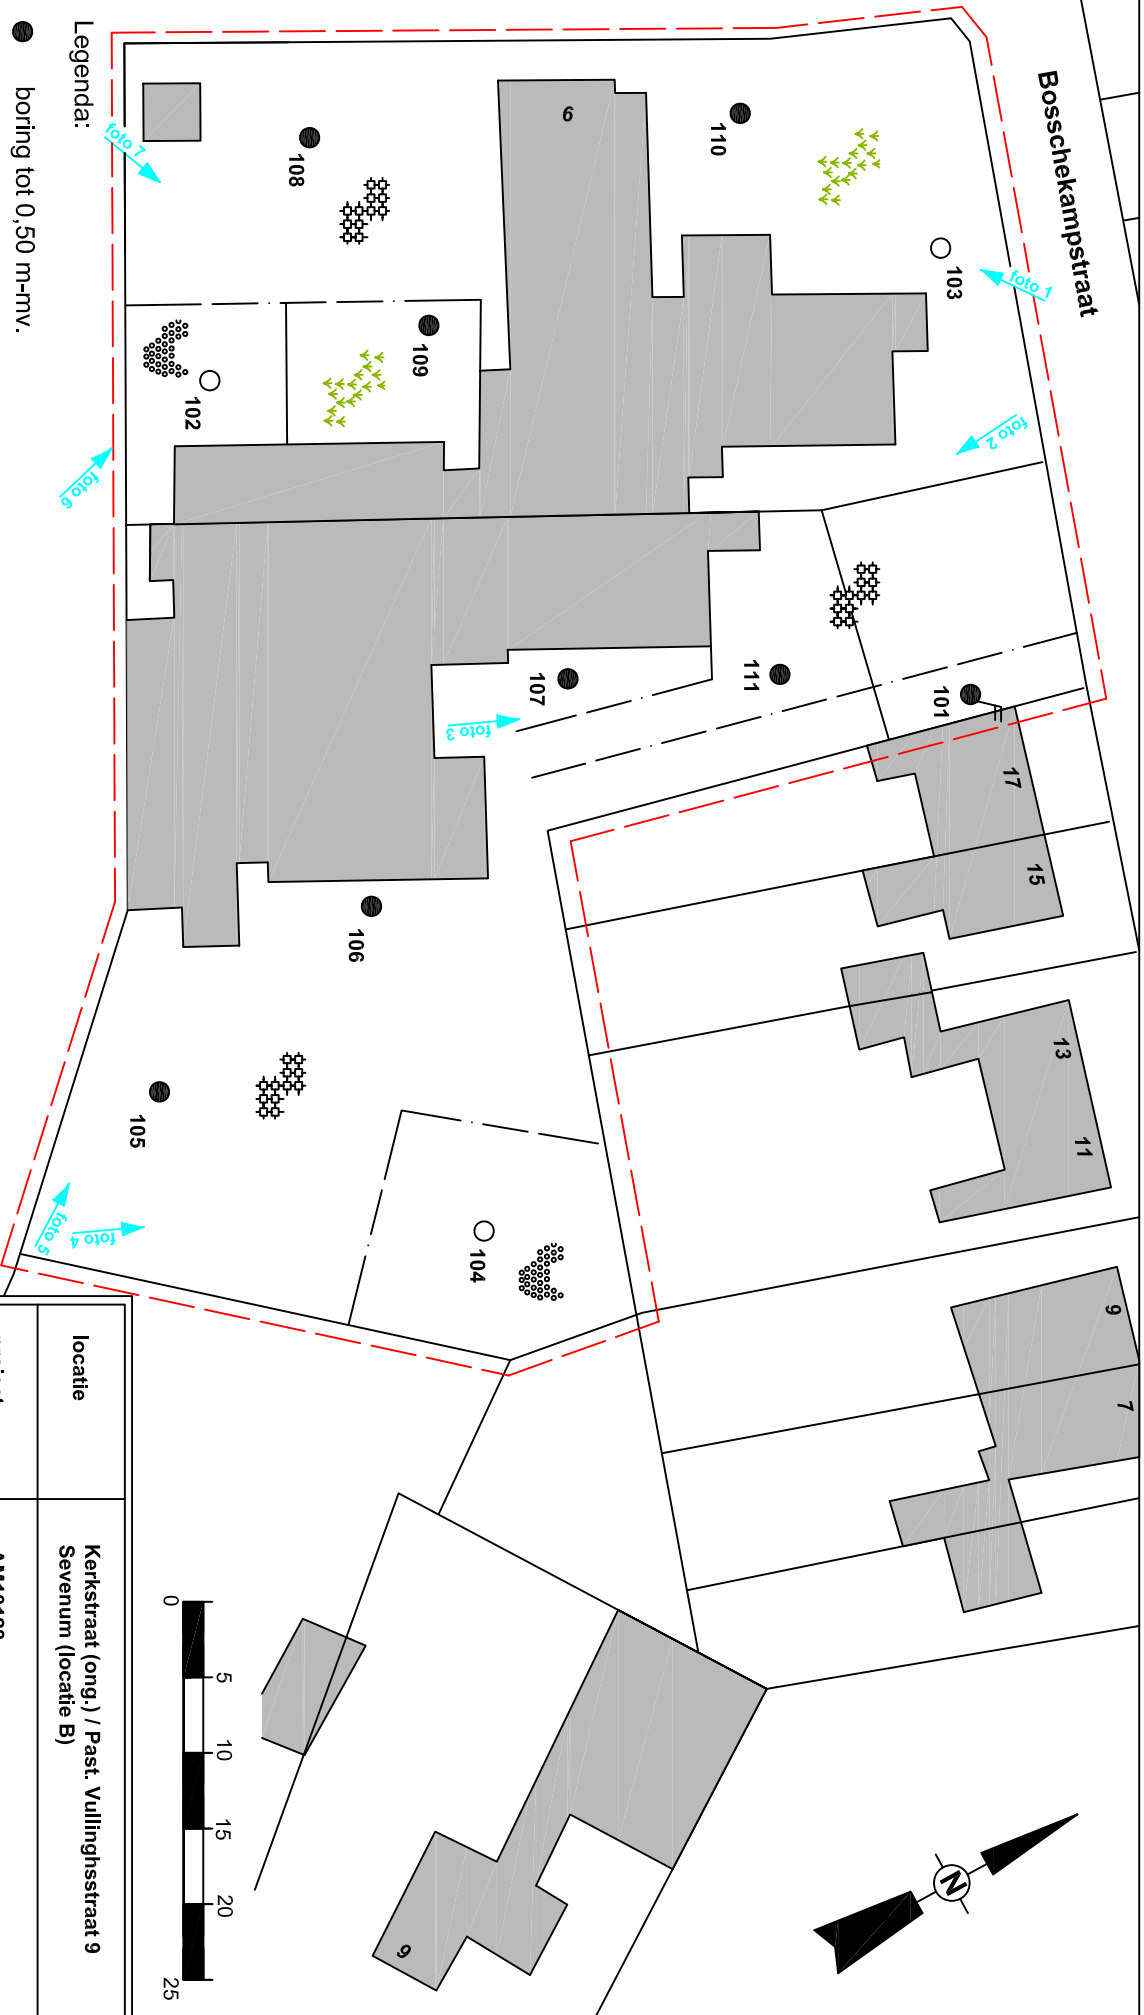 Bosschekampstraat
foto 1
103
110
6
foto 2
108
foto 7
109
102
foto 6
111
101
107
foto 3
17
15
13
11
9
7
106
105
104
foto 4
foto 5
9
N
Legenda:
boring tot 0,50 m-mv.
0
5
10
15
20
25
locatie
Kerkstraat (ong.) / Past. Vullinghsstraat 9
Sevenum (locatie B)